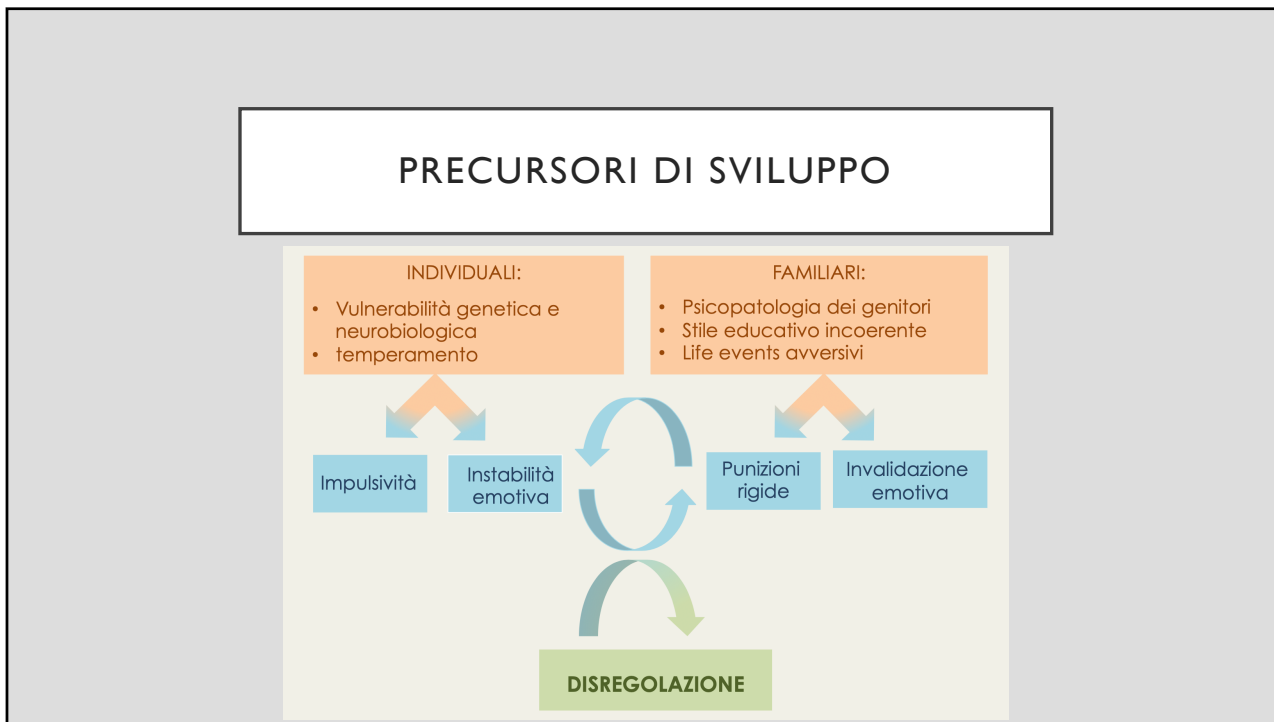 PRECURSORI DI SVILUPPO
INDIVIDUALI:
• Vulnerabilità genetica e
neurobiologica
• temperamento
FAMILIARI:
• Psicopatologia dei genitori
• Stile educativo incoerente
• Life events avversivi
Impulsività
Instabilità
emotiva
Punizioni
rigide
Invalidazione
emotiva
DISREGOLAZIONE